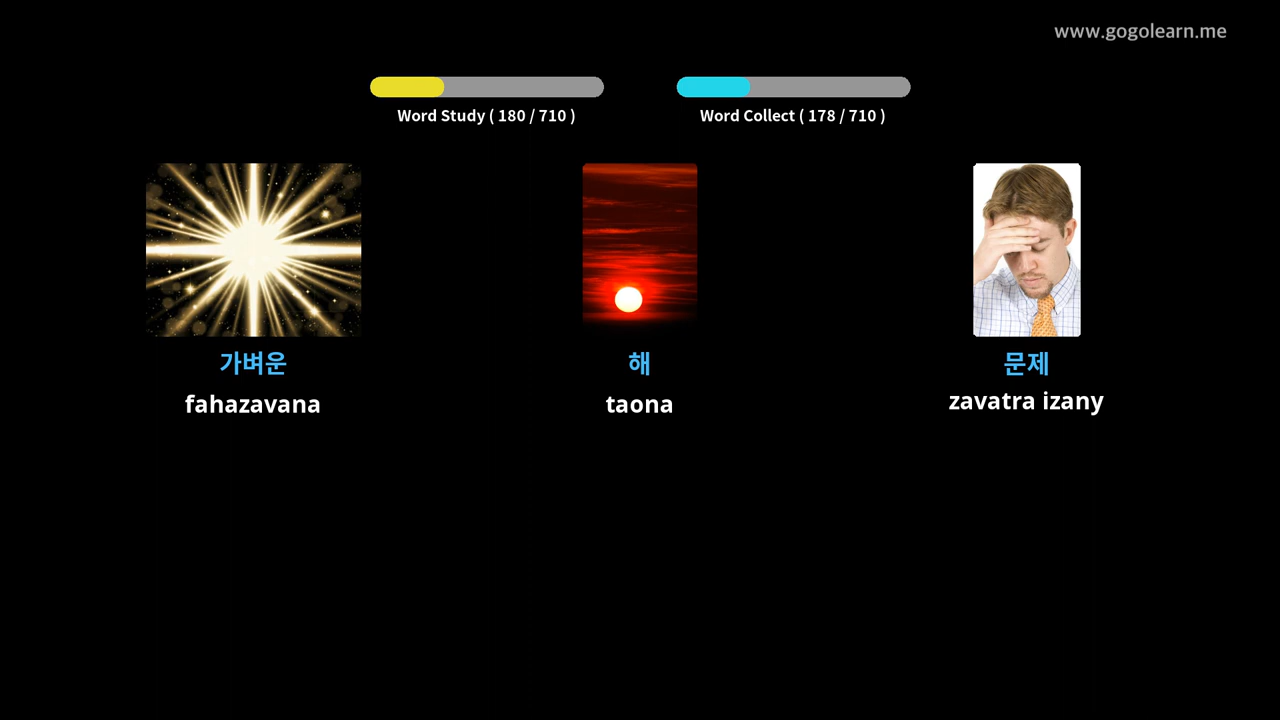 www.gogolearn.me
Word Study ( 180 / 710 )
Word Collect ( 178 / 710 )
가벼운
해
문제
fahazavana
taona
zavatra izany